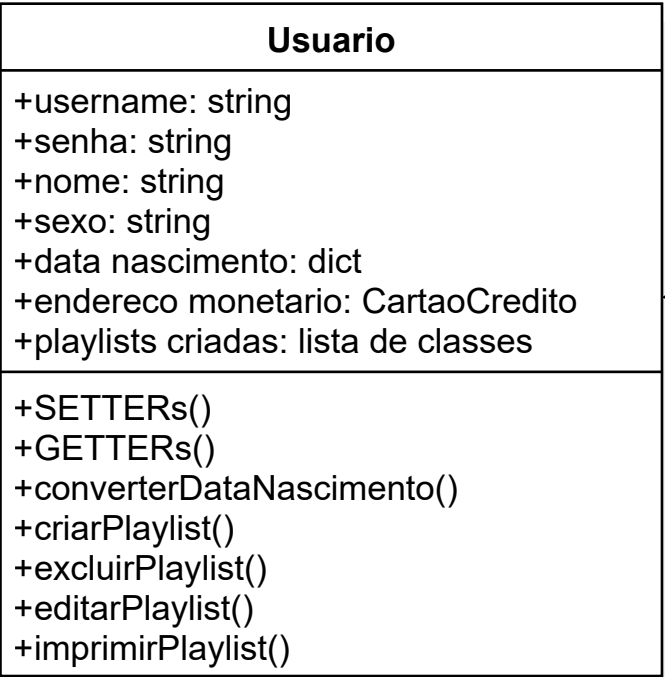 Usuario
+username: string
+senha: string
+nome: string
+sexo: string
+data nascimento: dict
+endereco monetario: CartaoCredito
+playlists criadas: lista de classes
+SETTERs()
+GETTERs()
+converterDataNascimento()
+criarPlaylist()
+excluirPlaylist()
+editarPlaylist()
+imprimirPlaylist()